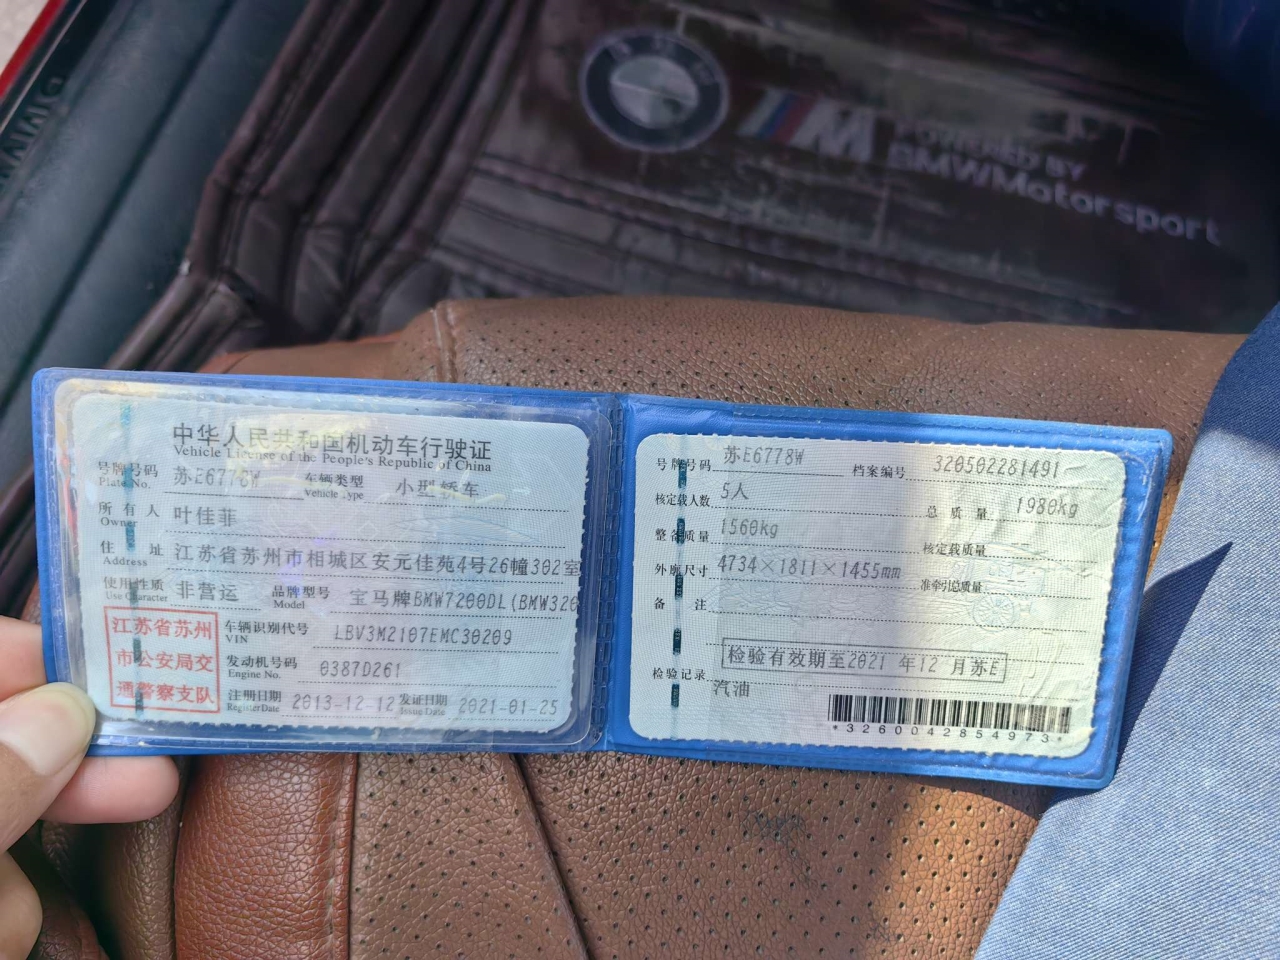 BMW
M POWERED BY
BMWMotorsport
中华人民共和国机动车行驶证
Vehicle License of the People's Republic of China
号牌号码 苏E6778W 车辆类型 小型轿车
Plate No. Vehicle Type
所有人 叶佳菲
Owner
住址 江苏省苏州市相城区安元佳苑4号26幢302室
Address
使用性质 非营运 品牌型号 宝马牌BMW7200DL(BMW320
Use Character Model
江苏省苏州
市公安局交
通警察支队
车辆识别代号 LBV3M2107EMC30209
VIN
发动机号码 0387D261
Engine No.
注册日期 2013-12-12 发证日期 2021-01-25
Register Date Issue Date
号牌号码 苏E6778W 档案编号 320502281491
核定载人数 5人 总质量 1980kg
整备质量 1560kg 核定载质量
外廓尺寸 4734×1811×1455mm 准牵引总质量
备注
检验有效期至2021 年12 月苏E
检验记录
汽油
*3260042854973*